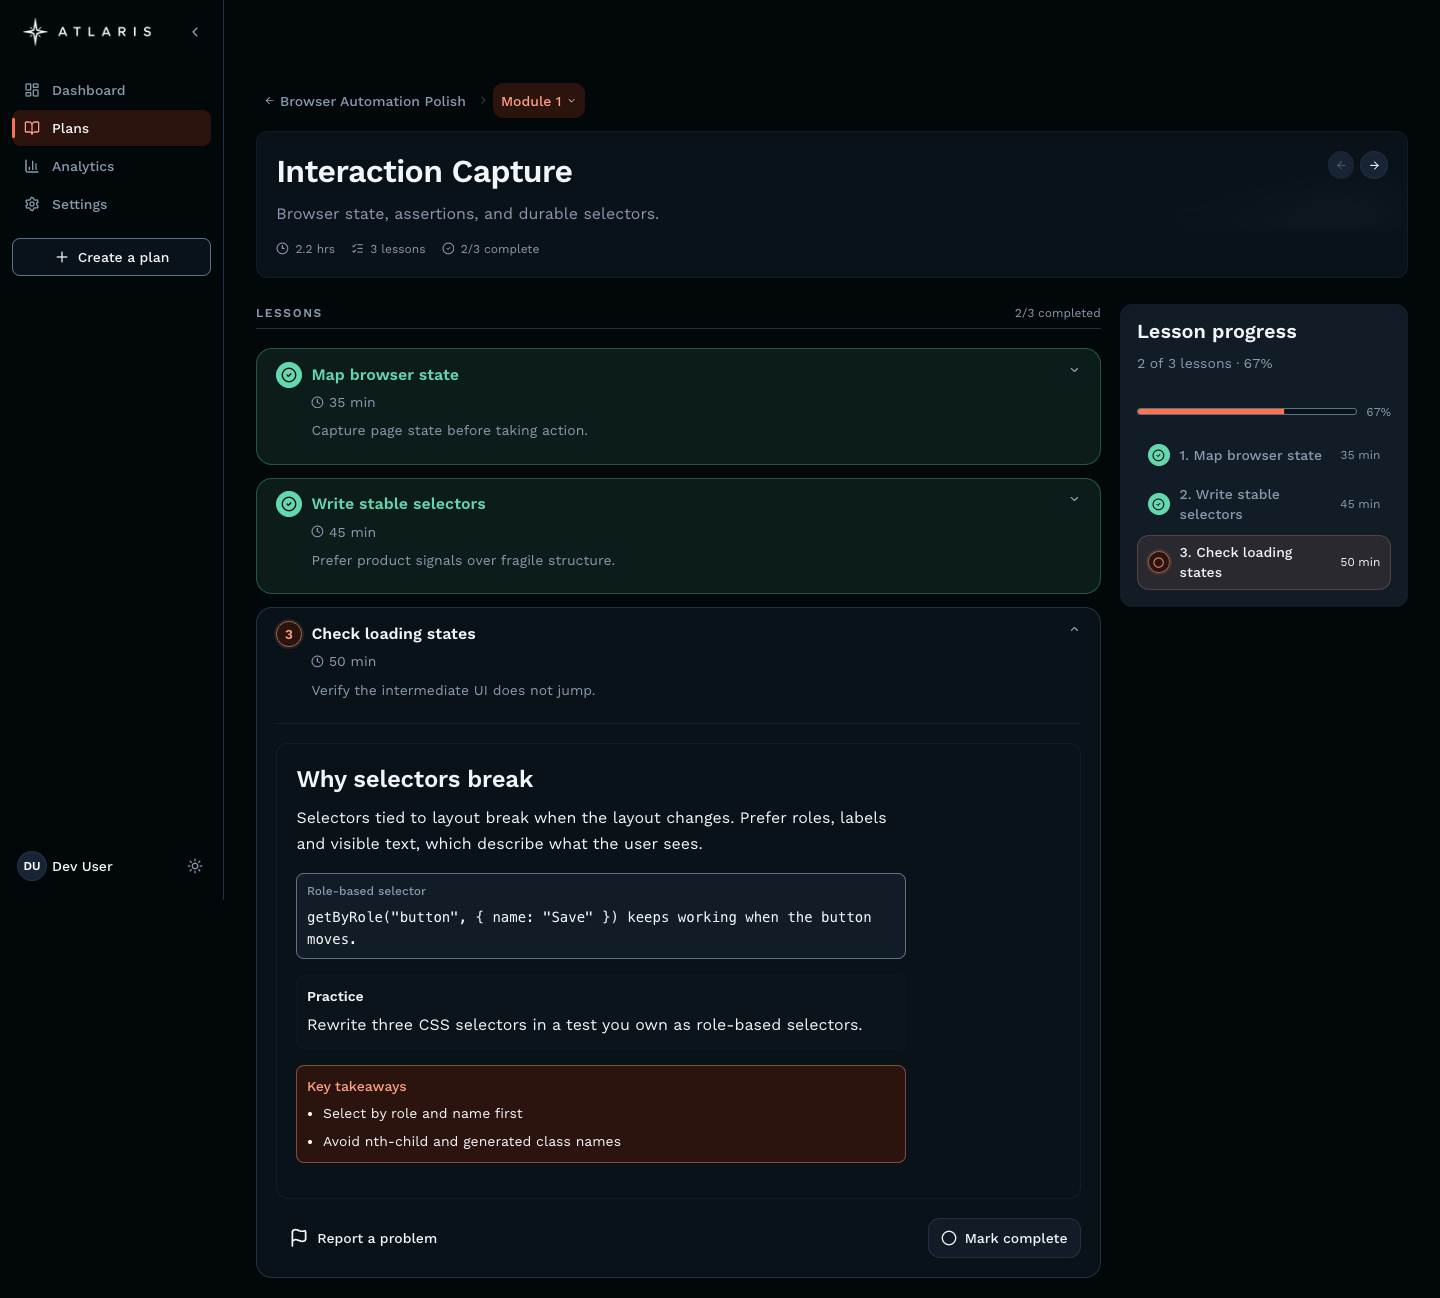 ATLARIS
Dashboard
Plans
Analytics
Settings
Create a plan
DU Dev User
← Browser Automation Polish
Module 1
Interaction Capture
Browser state, assertions, and durable selectors.
2.2 hrs 3 lessons 2/3 complete
LESSONS
2/3 completed
Map browser state
35 min
Capture page state before taking action.
Write stable selectors
45 min
Prefer product signals over fragile structure.
3 Check loading states
50 min
Verify the intermediate UI does not jump.
Why selectors break
Selectors tied to layout break when the layout changes. Prefer roles, labels
and visible text, which describe what the user sees.
Role-based selector
getByRole("button", { name: "Save" }) keeps working when the button
moves.
Practice
Rewrite three CSS selectors in a test you own as role-based selectors.
Key takeaways
• Select by role and name first
• Avoid nth-child and generated class names
Report a problem
Mark complete
Lesson progress
2 of 3 lessons · 67%
67%
1. Map browser state 35 min
2. Write stable
selectors
45 min
3. Check loading
states
50 min